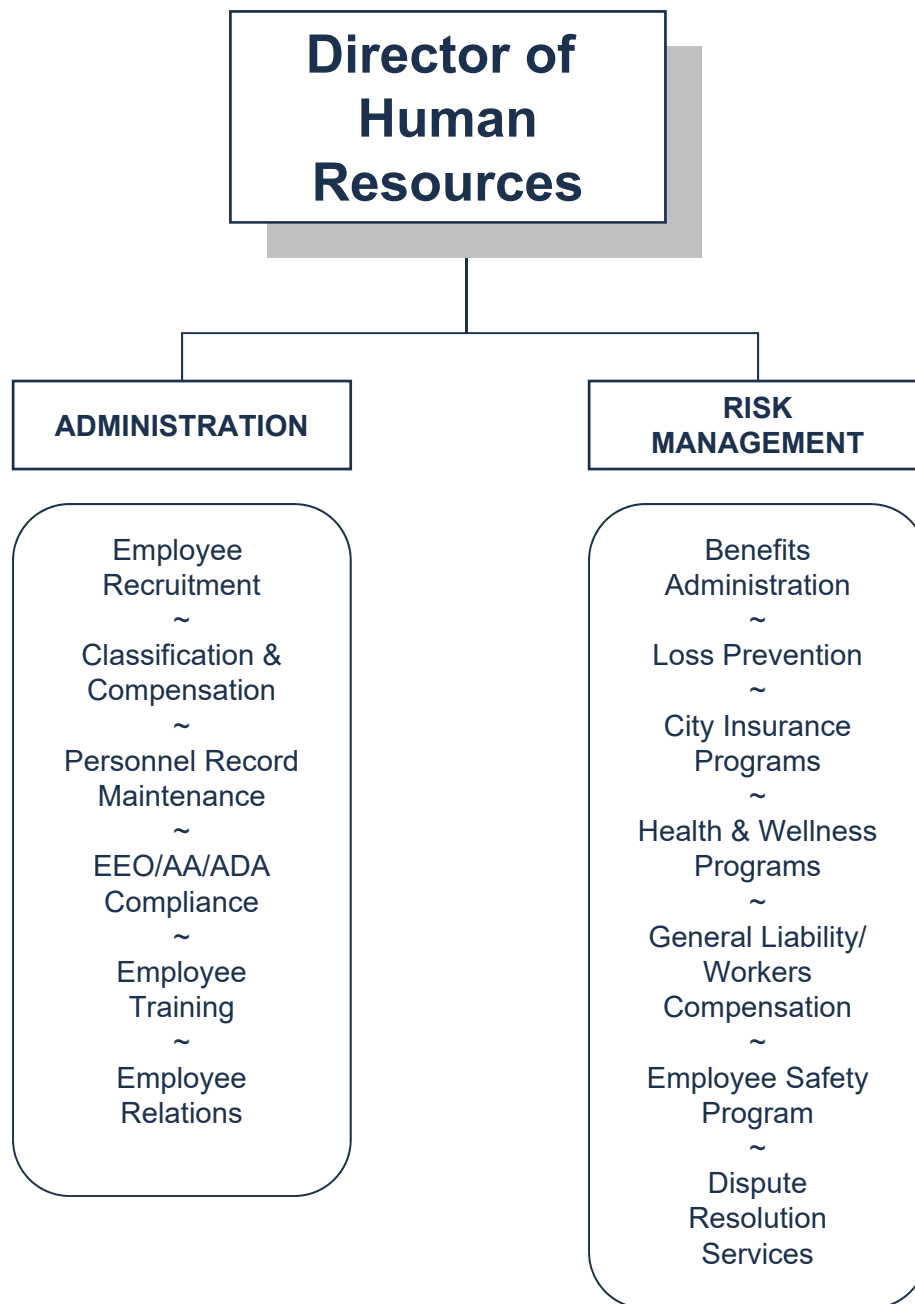 Director of
Human
Resources
ADMINISTRATION
Employee
Recruitment
~
Classification &
Compensation
~
Personnel Record
Maintenance
~
EEO/AA/ADA
Compliance
~
Employee
Training
~
Employee
Relations
RISK
MANAGEMENT
Benefits
Administration
~
Loss Prevention
~
City Insurance
Programs
~
Health & Wellness
Programs
~
General Liability/
Workers
Compensation
~
Employee Safety
Program
~
Dispute
Resolution
Services